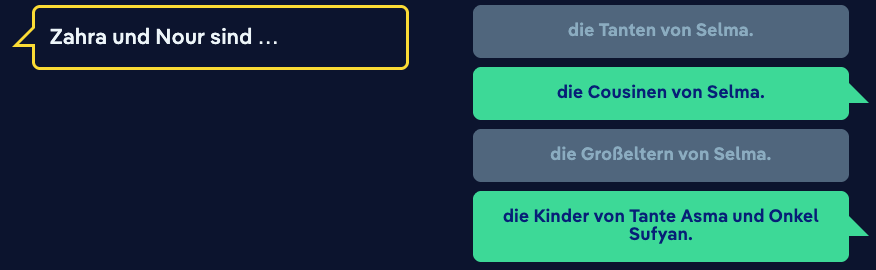 Zahra und Nour sind …
die Tanten von Selma.
die Cousinen von Selma.
die Großeltern von Selma.
die Kinder von Tante Asma und Onkel
Sufyan.